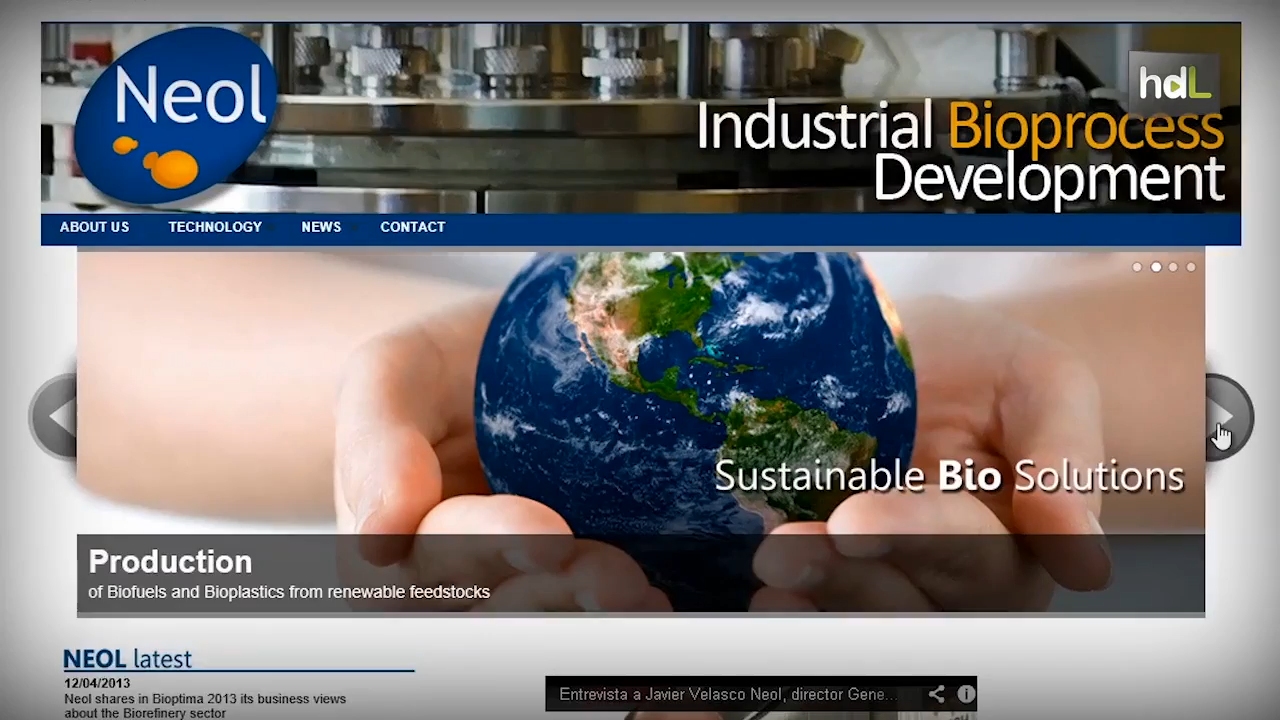 Neol
hdL
Industrial Bioprocess
Development
ABOUT US TECHNOLOGY NEWS CONTACT
Sustainable Bio Solutions
Production
of Biofuels and Bioplastics from renewable feedstocks
NEOL latest
12/04/2013
Neol shares in Bioptima 2013 its business views
about the Biorefinery sector
Entrevista a Javier Velasco Neol, director Gene...